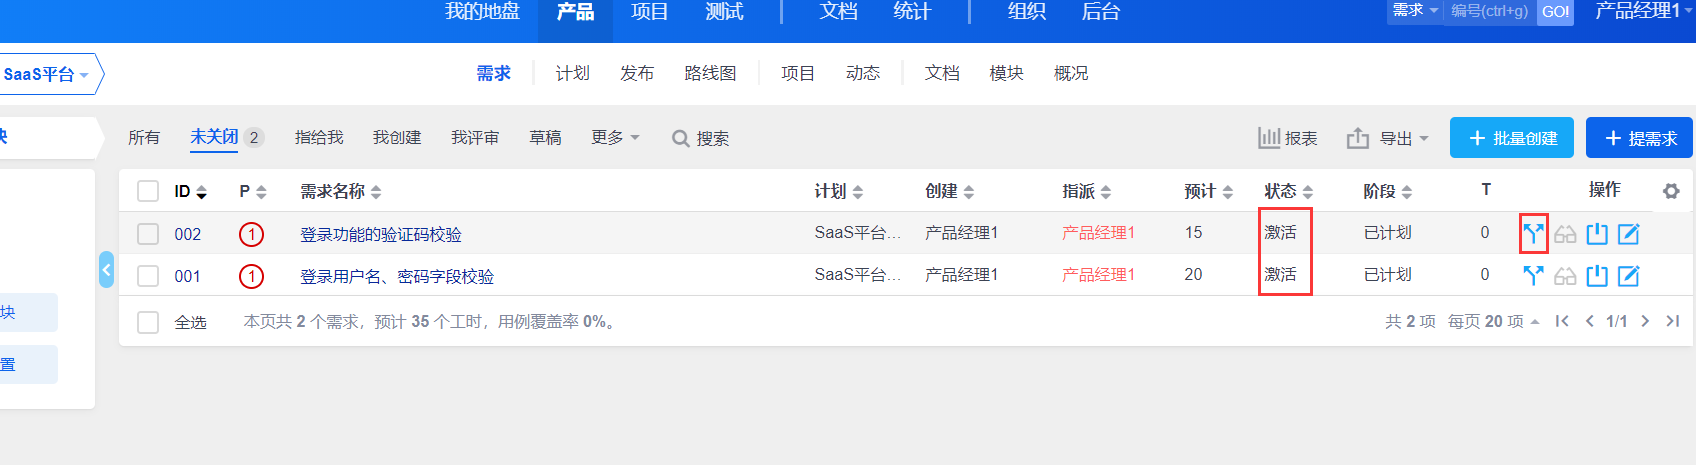 我的地盘 产品 项目 测试 文档 统计 组织 后台 需求 编号(ctrl+g) GO! 产品经理1
SaaS平台 需求 计划 发布 路线图 项目 动态 文档 模块 概况
块 所有 未关闭 2 指给我 我创建 我评审 草稿 更多 搜索 报表 导出 + 批量创建 + 提需求
ID P 需求名称 计划 创建 指派 预计 状态 阶段 T 操作
002 1 登录功能的验证码校验 SaaS平台... 产品经理1 产品经理1 15 激活 已计划 0
001 1 登录用户名、密码字段校验 SaaS平台... 产品经理1 产品经理1 20 激活 已计划 0
块
全选 本页共 2 个需求，预计 35 个工时，用例覆盖率 0%。 共 2 项 每页 20 项 1/1
置